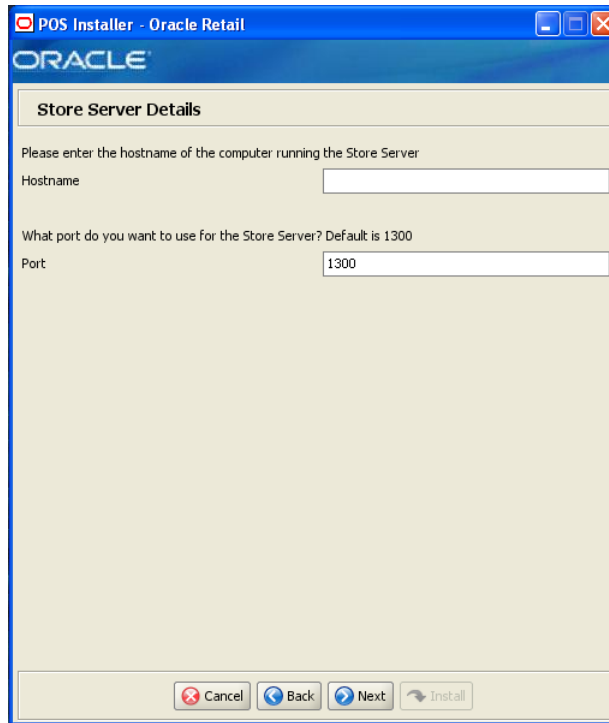 POS Installer - Oracle Retail
ORACLE
Store Server Details
Please enter the hostname of the computer running the Store Server
Hostname
What port do you want to use for the Store Server? Default is 1300
Port 1300
Cancel Back Next Install